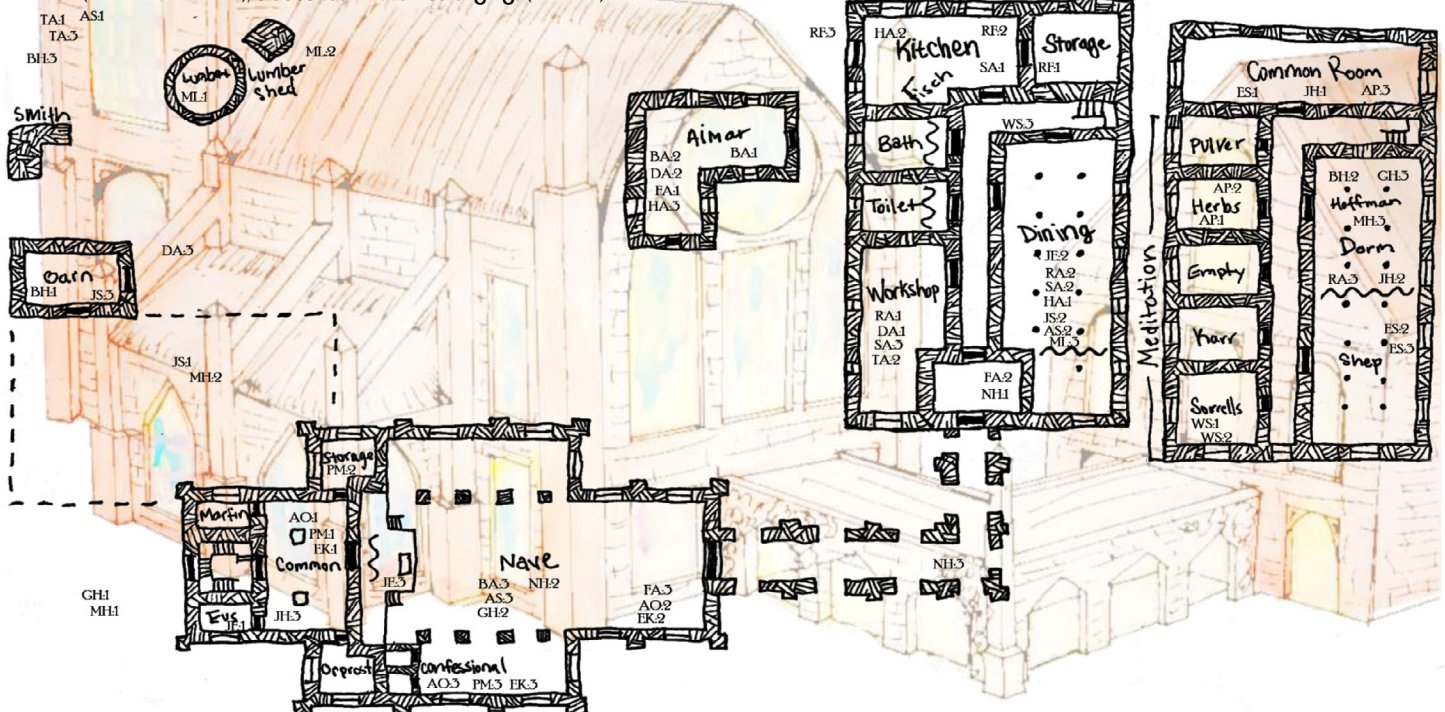 TA:1
AS:1
TA:3
BH:3
Lumber
ML:1
Lumber
Shed
ML:2
Smith
Barn
BH:1
JS:3
DA:3
JS:1
MH:2
GH:1
MH:1
Storage
PM:2
Martin
AO:1
PM:1
EK:1
Common
JH:3
JE:1
JE:3
Nave
BA:3
NH:2
AS:3
GH:2
FA:3
AO:2
EK:2
Orprost
Confessional
AO:3 PM:3 EK:3
Aimar
BA:1
BA:2
DA:2
FA:1
HA:3
RF:3
HA:2
RF:2
Kitchen
SA:1
Fisch
Storage
RF:1
WS:3
Bath
Toilet
Workshop
RA:1
DA:1
SA:3
TA:2
Dining
JE:2
RA:2
SA:2
HA:1
JS:2
AS:2
ML:3
FA:2
NH:1
NH:3
Common Room
ES:1 JH:1 AP:3
Meditation
Pulver
AP:2
Herbs
AP:1
Empty
Karr
Sorrells
WS:1
WS:2
BH:2 GH:3
Hoffman
MH:3
Dorm
RA:3 JH:2
ES:2
ES:3
Shep